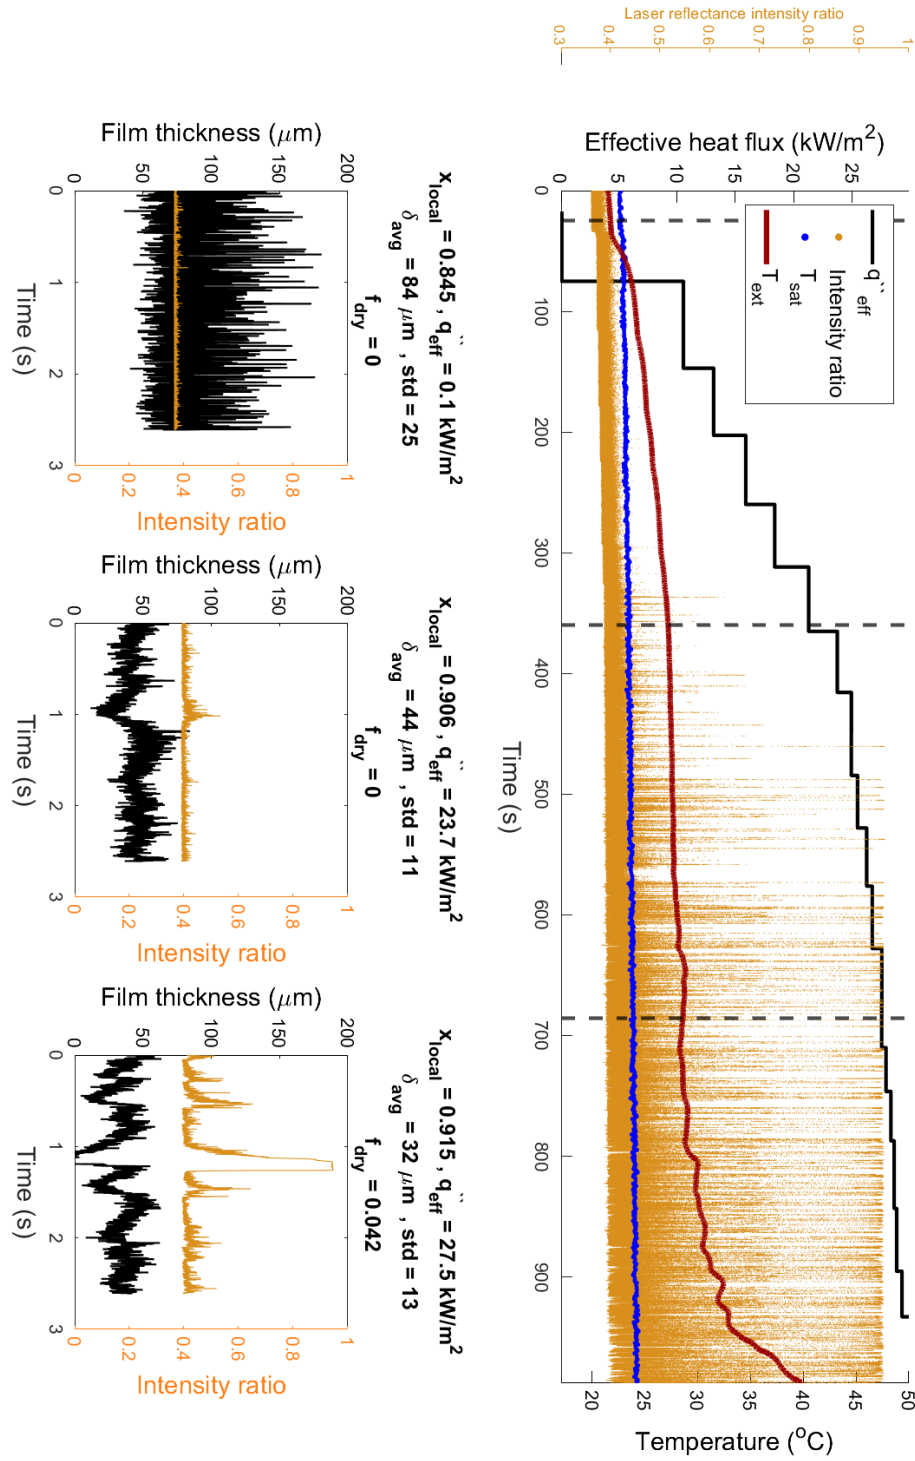 Laser reflectance intensity ratio
0.3 0.4 0.5 0.6 0.7 0.8 0.9 1
Effective heat flux (kW/m²)
0 5 10 15 20 25
q``eff
Intensity ratio
Tsat
Text
0 100 200 300 400 500 600 700 800 900
Time (s)
20 25 30 35 40 45 50
Temperature (°C)
xlocal = 0.845 , q``eff = 0.1 kW/m²
δavg = 84 μm , std = 25
fdry = 0
Film thickness (μm)
0 50 100 150 200
0 1 2 3
Time (s)
0 0.2 0.4 0.6 0.8 1
Intensity ratio
xlocal = 0.906 , q``eff = 23.7 kW/m²
δavg = 44 μm , std = 11
fdry = 0
Film thickness (μm)
0 50 100 150 200
0 1 2 3
Time (s)
0 0.2 0.4 0.6 0.8 1
Intensity ratio
xlocal = 0.915 , q``eff = 27.5 kW/m²
δavg = 32 μm , std = 13
fdry = 0.042
Film thickness (μm)
0 50 100 150 200
0 1 2 3
Time (s)
0 0.2 0.4 0.6 0.8 1
Intensity ratio